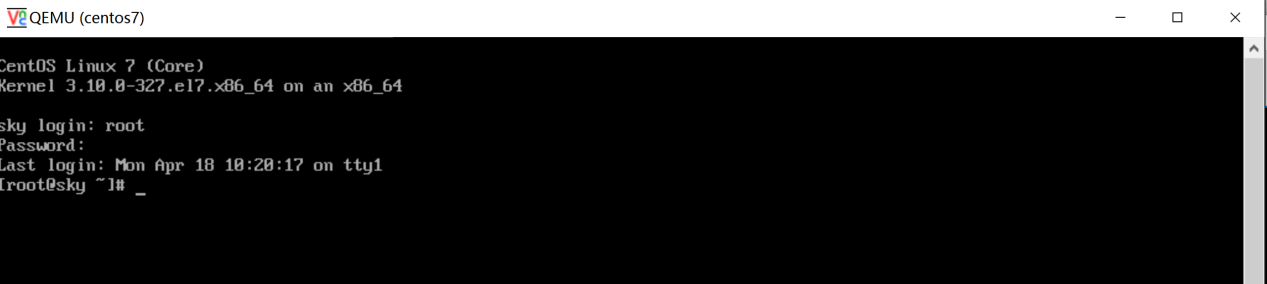 QEMU (centos7)
CentOS Linux 7 (Core)
Kernel 3.10.0-327.el7.x86_64 on an x86_64
sky login: root
Password:
Last login: Mon Apr 18 10:20:17 on tty1
[root@sky ~]# _